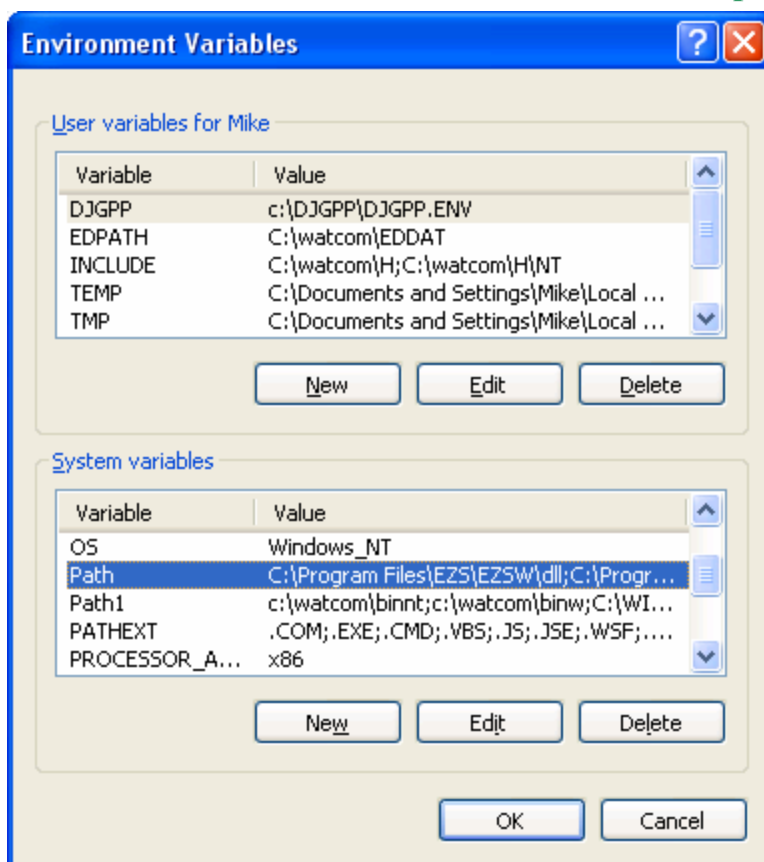 Environment Variables
User variables for Mike
Variable Value
DJGPP c:\DJGPP\DJGPP.ENV
EDPATH C:\watcom\EDDAT
INCLUDE C:\watcom\H;C:\watcom\H\NT
TEMP C:\Documents and Settings\Mike\Local ...
TMP C:\Documents and Settings\Mike\Local ...
New Edit Delete
System variables
Variable Value
OS Windows_NT
Path C:\Program Files\EZS\EZSW\dll;C:\Progr...
Path1 c:\watcom\binnt;c:\watcom\binw;C:\WI...
PATHEXT .COM;.EXE;.CMD;.VBS;.JS;.JSE;.WSF;....
PROCESSOR_A... x86
New Edit Delete
OK Cancel